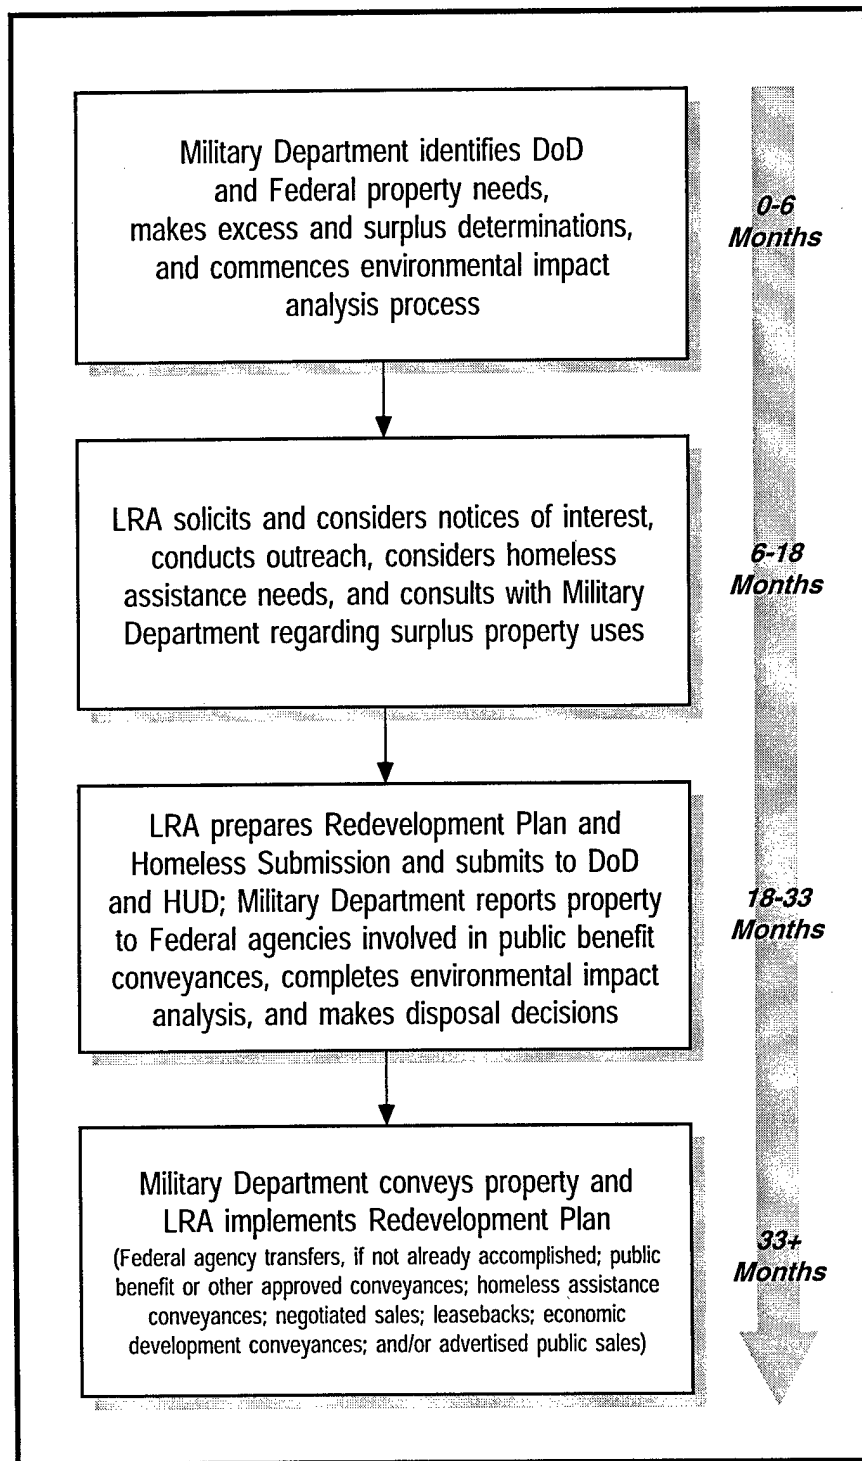 Military Department identifies DoD
and Federal property needs,
makes excess and surplus determinations,
and commences environmental impact
analysis process
0-6
Months
LRA solicits and considers notices of interest,
conducts outreach, considers homeless
assistance needs, and consults with Military
Department regarding surplus property uses
6-18
Months
LRA prepares Redevelopment Plan and
Homeless Submission and submits to DoD
and HUD; Military Department reports property
to Federal agencies involved in public benefit
conveyances, completes environmental impact
analysis, and makes disposal decisions
18-33
Months
Military Department conveys property and
LRA implements Redevelopment Plan
(Federal agency transfers, if not already accomplished; public
benefit or other approved conveyances; homeless assistance
conveyances; negotiated sales; leasebacks; economic
development conveyances; and/or advertised public sales)
33+
Months